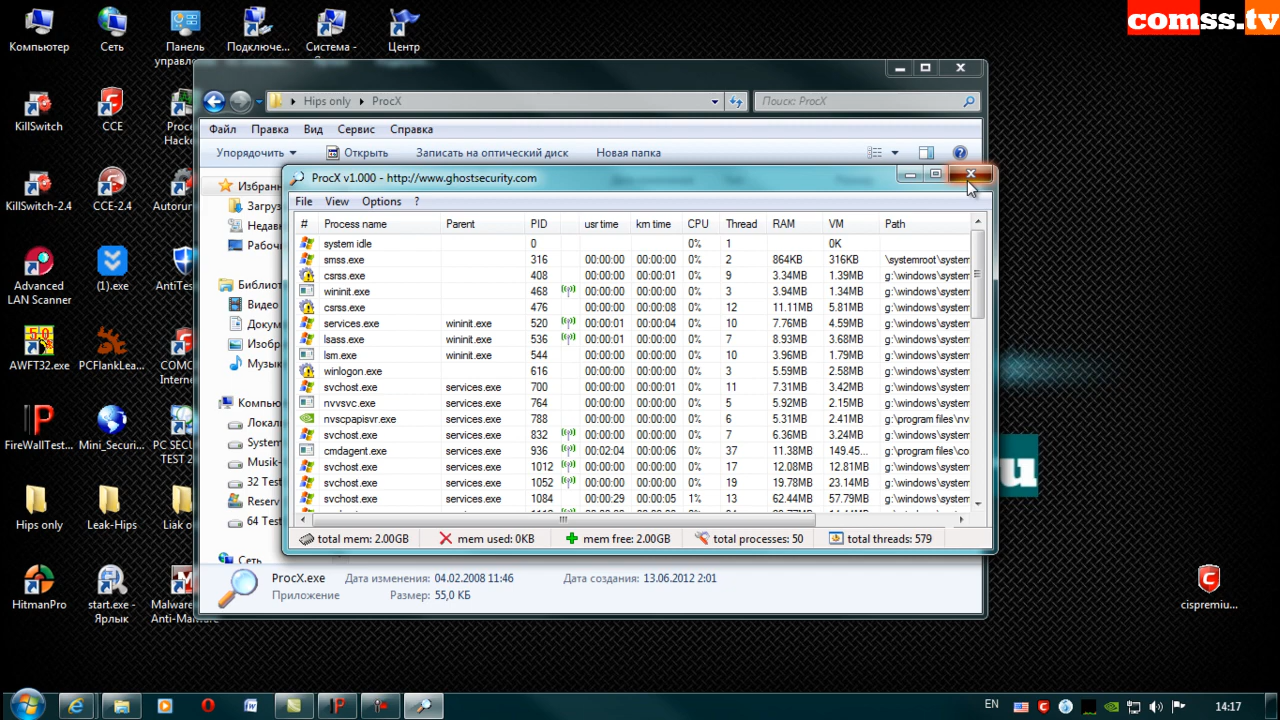 comss.tv
Компьютер
Сеть
Панель управле...
Подключе...
Система -
Центр
KillSwitch
CCE
Proce
Hacke
KillSwitch-2.4
CCE-2.4
Autorun
Advanced
LAN Scanner
(1).exe
AntiTes
AWFT32.exe
PCFlankLea...
COMO
Interne
FireWallTest...
Mini_Securi...
PC SECU
TEST 2
Hips only
Leak-Hips
Liak o
HitmanPro
start.exe -
Ярлык
Malware
Anti-Malware
cispremiu...
Hips only
ProcX
Поиск: ProcX
Файл
Правка
Вид
Сервис
Справка
Упорядочить
Открыть
Записать на оптический диск
Новая папка
Избранн
Загруз
Недав
Рабоч
Библиот
Видео
Докум
Изобр
Музык
Компью
Локал
System
Musik-
32 Test
Reserv
64 Test
Сеть
ProcX v1.000 - http://www.ghostsecurity.com
File View Options ?
# Process name Parent PID usr time km time CPU Thread RAM VM Path
system idle 0 0% 1 0K
smss.exe 316 00:00:00 00:00:00 0% 2 864KB 316KB \systemroot\system
csrss.exe 408 00:00:00 00:00:01 0% 9 3.34MB 1.39MB g:\windows\system
wininit.exe 468 00:00:00 00:00:00 0% 3 3.94MB 1.34MB g:\windows\system
csrss.exe 476 00:00:00 00:00:08 0% 12 11.11MB 5.81MB g:\windows\system
services.exe wininit.exe 520 00:00:01 00:00:04 0% 10 7.76MB 4.59MB g:\windows\system
lsass.exe wininit.exe 536 00:00:01 00:00:00 0% 7 8.93MB 3.68MB g:\windows\system
lsm.exe wininit.exe 544 00:00:00 00:00:00 0% 10 3.96MB 1.79MB g:\windows\system
winlogon.exe 616 00:00:00 00:00:00 0% 3 5.59MB 2.58MB g:\windows\system
svchost.exe services.exe 700 00:00:00 00:00:01 0% 11 7.31MB 3.42MB g:\windows\system
nvvsvc.exe services.exe 764 00:00:00 00:00:00 0% 5 5.92MB 2.15MB g:\windows\system
nvscpapisvr.exe services.exe 788 00:00:00 00:00:00 0% 6 5.31MB 2.41MB g:\program files\nv
svchost.exe services.exe 832 00:00:00 00:00:00 0% 7 6.36MB 3.24MB g:\windows\system
cmdagent.exe services.exe 936 00:02:04 00:00:06 0% 37 11.38MB 149.45... g:\program files\co
svchost.exe services.exe 1012 00:00:00 00:00:00 0% 17 12.08MB 12.81MB g:\windows\system
svchost.exe services.exe 1052 00:00:00 00:00:00 0% 19 19.78MB 23.14MB g:\windows\system
svchost.exe services.exe 1084 00:00:29 00:00:05 1% 13 62.44MB 57.79MB g:\windows\system
total mem: 2.00GB
mem used: 0KB
mem free: 2.00GB
total processes: 50
total threads: 579
ProcX.exe Дата изменения: 04.02.2008 11:46 Дата создания: 13.06.2012 2:01
Приложение Размер: 55,0 КБ
u
EN
14:17